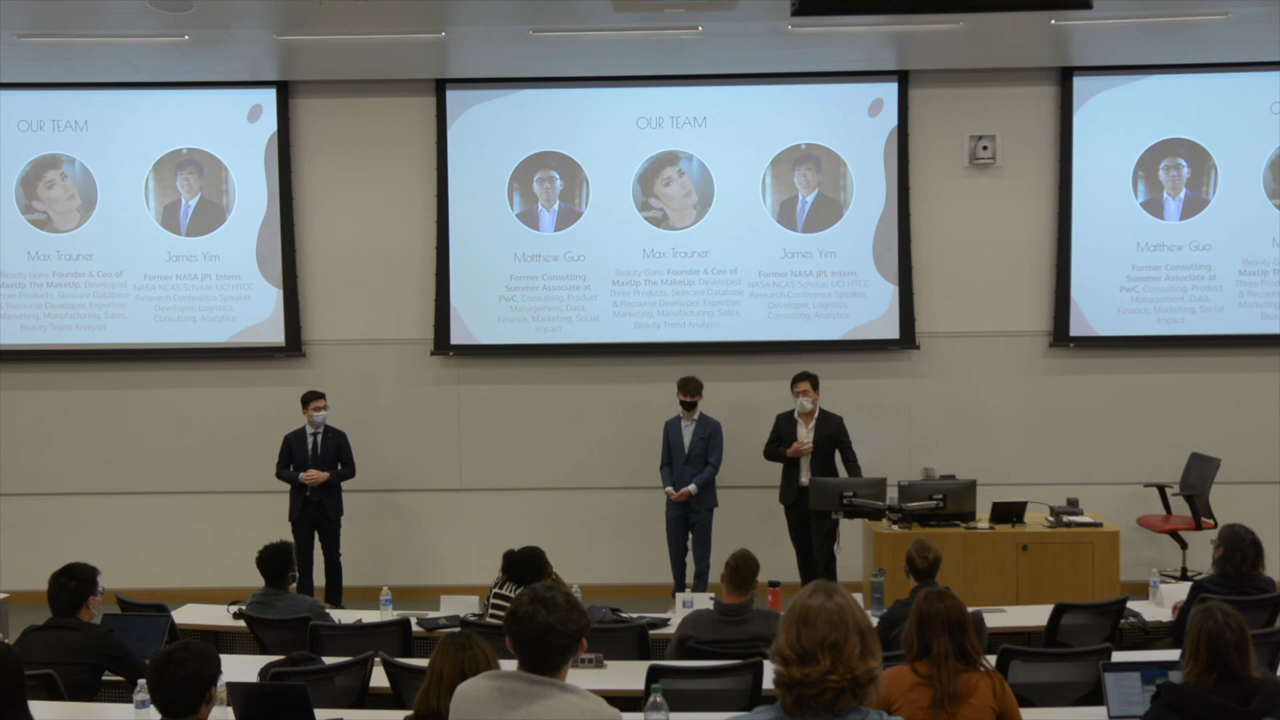 OUR TEAM
Max Trauner
James Yim
Beauty Guru, Founder & Ceo of
MaxUp The MakeUp. Developed
Three Products, Skincare Database
& Recourse Developer, Expertise:
Marketing, Manufacturing, Sales,
Beauty Trend Analysis
Former NASA JPL Intern,
NASA NCAS Scholar, UCI HTCC
Research Conference Speaker,
Developer, Logistics,
Consulting, Analytics.
OUR TEAM
Matthew Guo
Max Trauner
James Yim
Former Consulting
Summer Associate at
PwC, Consulting, Product
Management, Data,
Finance, Marketing, Social
Impact
Beauty Guru, Founder & Ceo of
MaxUp The MakeUp. Developed
Three Products, Skincare Database
& Recourse Developer, Expertise:
Marketing, Manufacturing, Sales,
Beauty Trend Analysis
Former NASA JPL Intern,
NASA NCAS Scholar, UCI HTCC
Research Conference Speaker,
Developer, Logistics,
Consulting, Analytics.
Matthew Guo
Former Consulting
Summer Associate at
PwC, Consulting, Product
Management, Data,
Finance, Marketing, Social
Impact